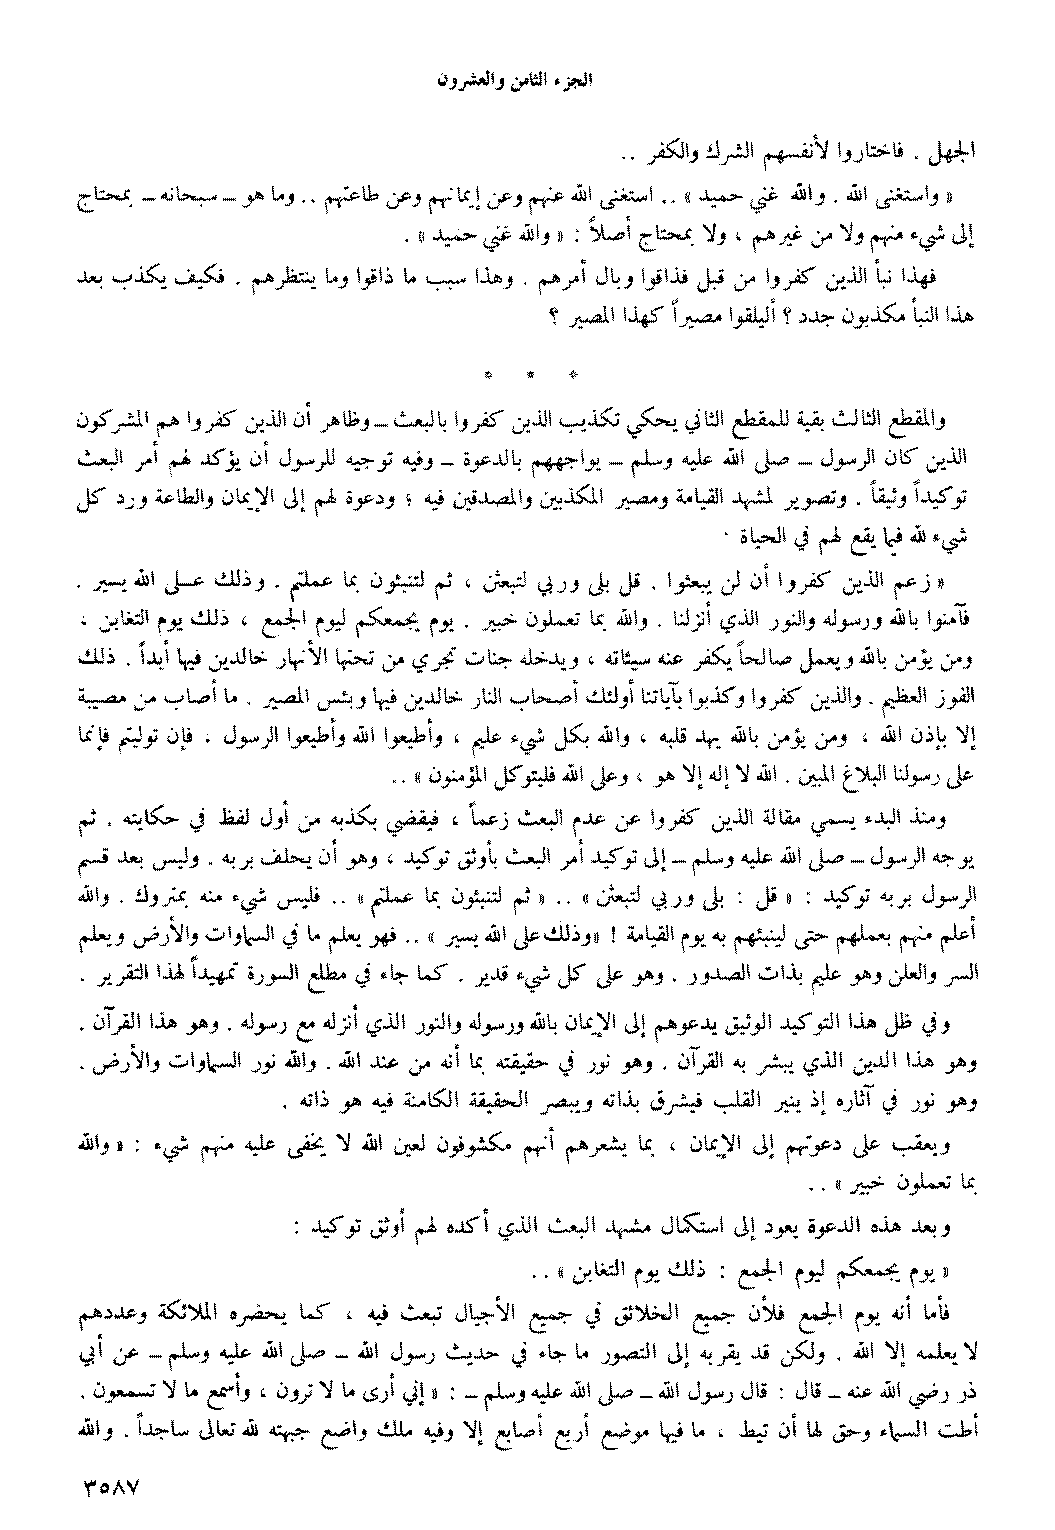 الجزء الثامن والعشرون
الجهل . فاختاروا لأنفسهم الشرك والكفر ..
« واستغنى الله . والله غني حميد » .. استغنى الله عنهم وعن إيمانهم وعن طاعتهم .. وما هو ــ سبحانه ــ بمحتاج
إلى شيء منهم ولا من غيرهم ، ولا بمحتاج أصلاً : « والله غني حميد » .
فهذا نبأ الذين كفروا من قبل فذاقوا وبال أمرهم . وهذا سبب ما ذاقوا وما ينتظرهم . فكيف يكذب بعد
هذا النبأ مكذبون جدد ؟ أليلقوا مصيراً كهذا المصير ؟
* * *
والمقطع الثالث بقية للمقطع الثاني يحكي تكذيب الذين كفروا بالبعث ــ وظاهر أن الذين كفروا هم المشركون
الذين كان الرسول ــ صلى الله عليه وسلم ــ يواجههم بالدعوة ــ وفيه توجيه للرسول أن يؤكد لهم أمر البعث
توكيداً وثيقاً . وتصوير لمشهد القيامة ومصير المكذبين والمصدقين فيه ؛ ودعوة لهم إلى الإيمان والطاعة ورد كل
شيء لله فيما يقع لهم في الحياة .
« زعم الذين كفروا أن لن يبعثوا . قل بلى وربي لتبعثن ، ثم لتنبئون بما عملتم . وذلك على الله يسير .
فآمنوا بالله ورسوله والنور الذي أنزلنا . والله بما تعملون خبير . يوم يجمعكم ليوم الجمع ، ذلك يوم التغابن ،
ومن يؤمن بالله ويعمل صالحاً يكفر عنه سيئاته ، ويدخله جنات تجري من تحتها الأنهار خالدين فيها أبداً . ذلك
الفوز العظيم . والذين كفروا وكذبوا بآياتنا أولئك أصحاب النار خالدين فيها وبئس المصير . ما أصاب من مصيبة
إلا بإذن الله ، ومن يؤمن بالله يهد قلبه ، والله بكل شيء عليم ، وأطيعوا الله وأطيعوا الرسول ، فإن توليتم فإنما
على رسولنا البلاغ المبين . الله لا إله إلا هو ، وعلى الله فليتوكل المؤمنون » ..
ومنذ البدء يسمي مقالة الذين كفروا عن عدم البعث زعماً ، فيقضي بكذبه من أول لفظ في حكايته . ثم
يوجه الرسول ــ صلى الله عليه وسلم ــ إلى توكيد أمر البعث بأوثق توكيد ، وهو أن يحلف بربه . وليس بعد قسم
الرسول بربه توكيد : « قل : بلى وربي لتبعثن » .. « ثم لتنبئون بما عملتم » .. فليس شيء منه بمتروك . والله
أعلم منهم بعملهم حتى لينبئهم به يوم القيامة ! «وذلك على الله يسير » .. فهو يعلم ما في السماوات والأرض ويعلم
السر والعلن وهو عليم بذات الصدور . وهو على كل شيء قدير . كما جاء في مطلع السورة تمهيداً لهذا التقرير .
وفي ظل هذا التوكيد الوثيق يدعوهم إلى الإيمان بالله ورسوله والنور الذي أنزله مع رسوله . وهو هذا القرآن .
وهو هذا الدين الذي يبشر به القرآن . وهو نور في حقيقته بما أنه من عند الله . والله نور السماوات والأرض .
وهو نور في آثاره إذ ينير القلب فيشرق بذاته ويبصر الحقيقة الكامنة فيه هو ذاته .
ويعقب على دعوتهم إلى الإيمان ، بما يشعرهم أنهم مكشوفون لعين الله لا يخفى عليه منهم شيء : « والله
بما تعملون خبير » ..
وبعد هذه الدعوة يعود إلى استكمال مشهد البعث الذي أكده لهم أوثق توكيد :
« يوم يجمعكم ليوم الجمع : ذلك يوم التغابن » ..
فأما أنه يوم الجمع فلأن جميع الخلائق في جميع الأجيال تبعث فيه ، كما يحضره الملائكة وعددهم
لا يعلمه إلا الله . ولكن قد يقربه إلى التصور ما جاء في حديث رسول الله ــ صلى الله عليه وسلم ــ عن أبي
ذر رضي الله عنه ــ قال : قال رسول الله ــ صلى الله عليه وسلم ــ : « إني أرى ما لا ترون ، وأسمع ما لا تسمعون .
أطت السماء وحق لها أن تيط ، ما فيها موضع أربع أصابع إلا وفيه ملك واضع جبهته لله تعالى ساجداً . والله
٣٥٨٧